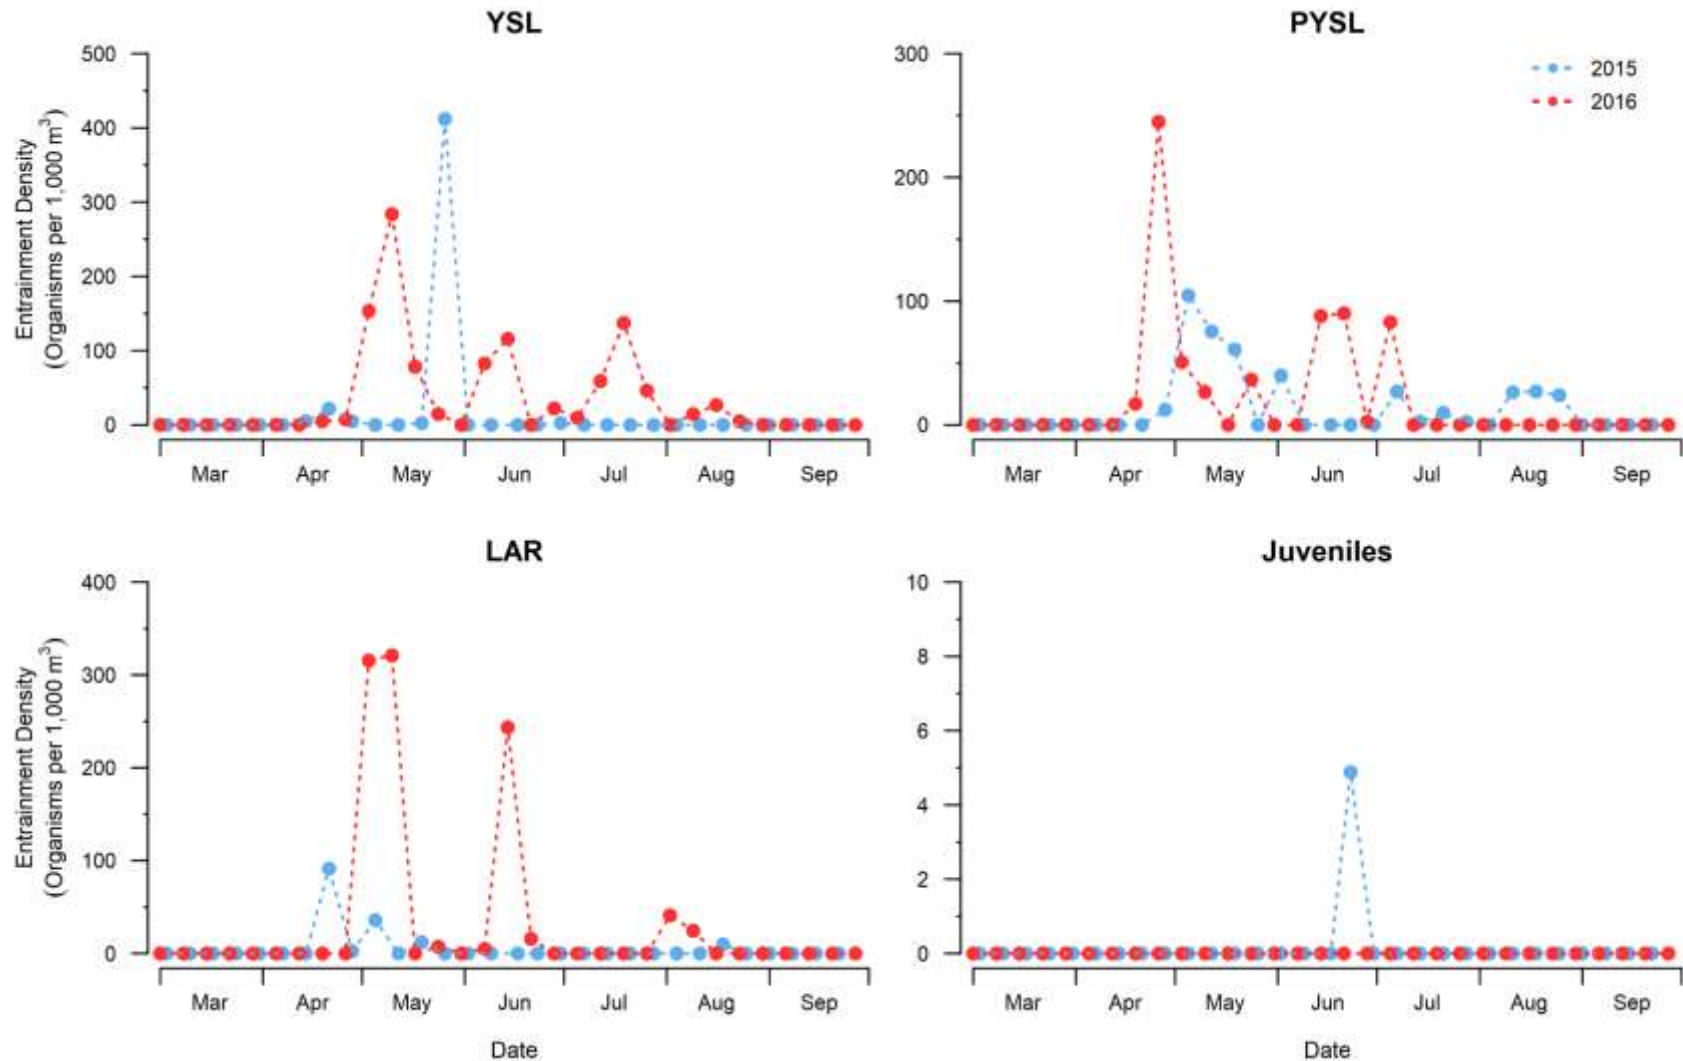 YSL
500
400
300
200
100
0
Entrainment Density
(Organisms per 1,000 m³)
Mar Apr May Jun Jul Aug Sep
PYSL
300
200
100
0
2015
2016
Mar Apr May Jun Jul Aug Sep
LAR
400
300
200
100
0
Entrainment Density
(Organisms per 1,000 m³)
Mar Apr May Jun Jul Aug Sep
Date
Juveniles
10
8
6
4
2
0
Mar Apr May Jun Jul Aug Sep
Date